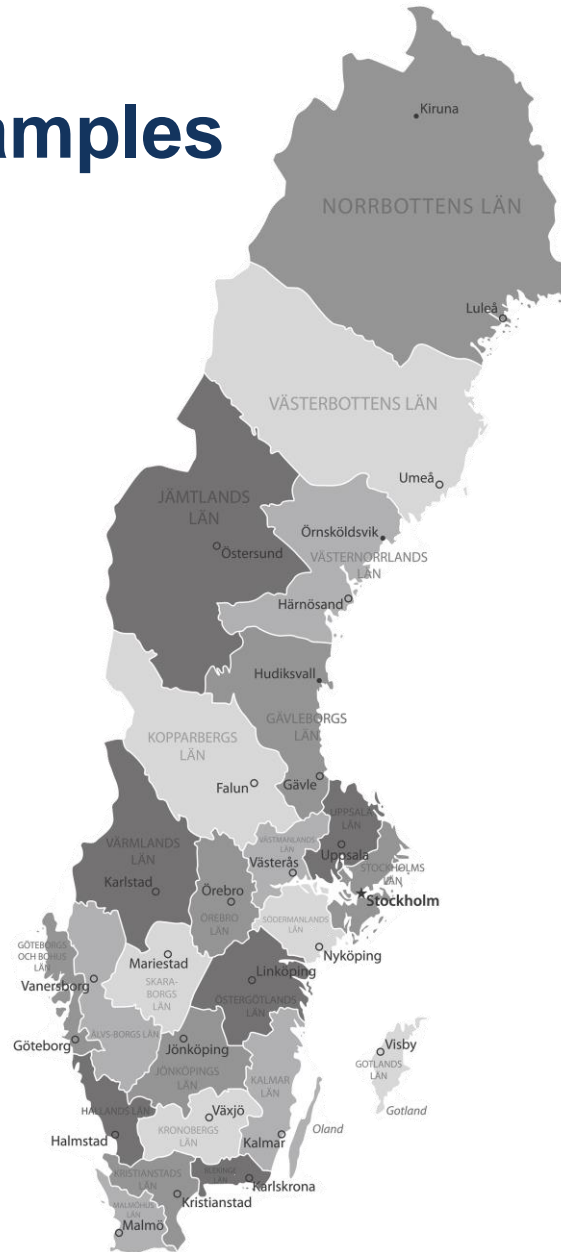 amples
Kiruna
NORRBOTTENS LÄN
Luleå
VÄSTERBOTTENS LÄN
Umeå
JÄMTLANDS
LÄN
Östersund
Örnsköldsvik
VÄSTERNORRLANDS
LÄN
Härnösand
Hudiksvall
GÄVLEBORGS
LÄN
KOPPARBERGS
LÄN
Falun
Gävle
UPPSALA
LÄN
Uppsala
VÄRMLANDS
LÄN
Karlstad
VÄSTMANLANDS
LÄN
Västerås
STOCKHOLMS
LÄN
Stockholm
Örebro
ÖREBRO
LÄN
SÖDERMANLANDS
LÄN
Nyköping
GÖTEBORGS
OCH BOHUS
LÄN
Vanersborg
Mariestad
SKARA-
BORGS
LÄN
Linköping
ÖSTERGÖTLANDS
LÄN
Göteborg
ÄLVS-BORGS LÄN
Jönköping
JÖNKÖPINGS
LÄN
Visby
GOTLANDS
LÄN
Gotland
KALMAR
LÄN
HALLANDS LÄN
Halmstad
Växjö
KRONOBERGS
LÄN
Kalmar
Oland
KRISTIANSTADS
LÄN
BLEKINGE
LÄN
Karlskrona
Kristianstad
MALMÖHUS
LÄN
Malmö